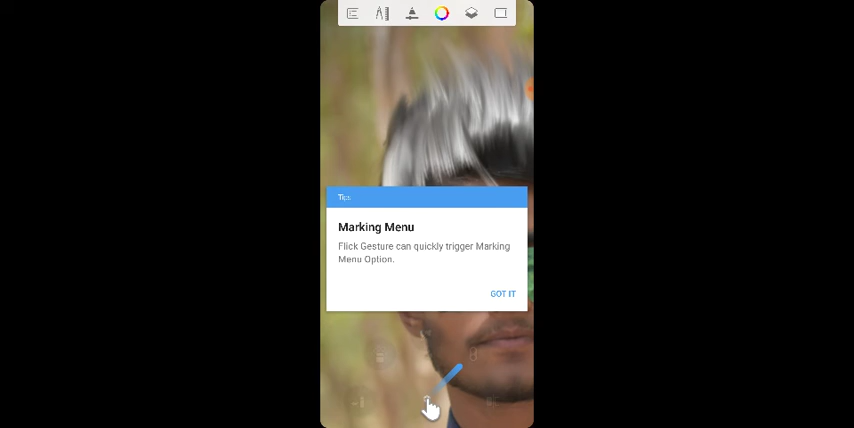 Tips
Marking Menu
Flick Gesture can quickly trigger Marking
Menu Option.
GOT IT